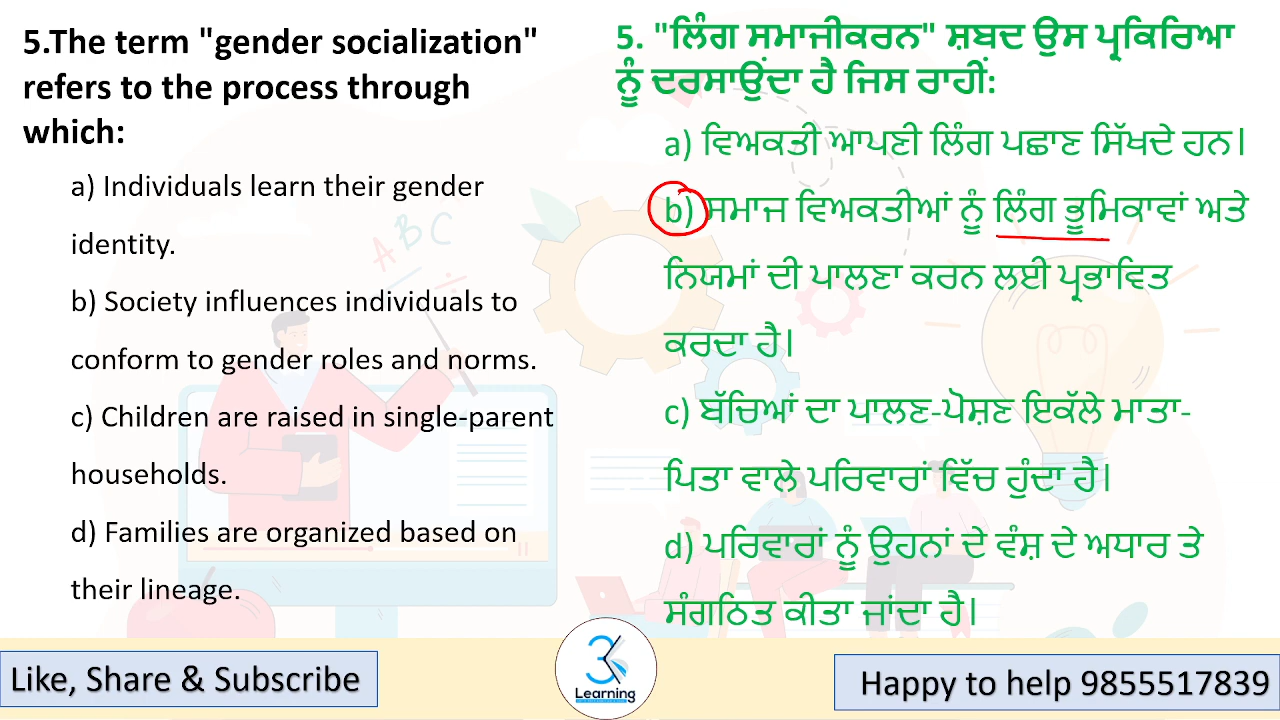 5.The term "gender socialization"
refers to the process through
which:
a) Individuals learn their gender
identity.
b) Society influences individuals to
conform to gender roles and norms.
c) Children are raised in single-parent
households.
d) Families are organized based on
their lineage.
5. "ਲਿੰਗ ਸਮਾਜੀਕਰਨ" ਸ਼ਬਦ ਉਸ ਪ੍ਰਕਿਰਿਆ
ਨੂੰ ਦਰਸਾਉਂਦਾ ਹੈ ਜਿਸ ਰਾਹੀਂ:
a) ਵਿਅਕਤੀ ਆਪਣੀ ਲਿੰਗ ਪਛਾਣ ਸਿੱਖਦੇ ਹਨ।
b) ਸਮਾਜ ਵਿਅਕਤੀਆਂ ਨੂੰ ਲਿੰਗ ਭੂਮਿਕਾਵਾਂ ਅਤੇ
ਨਿਯਮਾਂ ਦੀ ਪਾਲਣਾ ਕਰਨ ਲਈ ਪ੍ਰਭਾਵਿਤ
ਕਰਦਾ ਹੈ।
c) ਬੱਚਿਆਂ ਦਾ ਪਾਲਣ-ਪੋਸ਼ਣ ਇਕੱਲੇ ਮਾਤਾ-
ਪਿਤਾ ਵਾਲੇ ਪਰਿਵਾਰਾਂ ਵਿੱਚ ਹੁੰਦਾ ਹੈ।
d) ਪਰਿਵਾਰਾਂ ਨੂੰ ਉਹਨਾਂ ਦੇ ਵੰਸ਼ ਦੇ ਅਧਾਰ ਤੇ
ਸੰਗਠਿਤ ਕੀਤਾ ਜਾਂਦਾ ਹੈ।
ABC
Like, Share & Subscribe
3K
Learning
Happy to help 9855517839